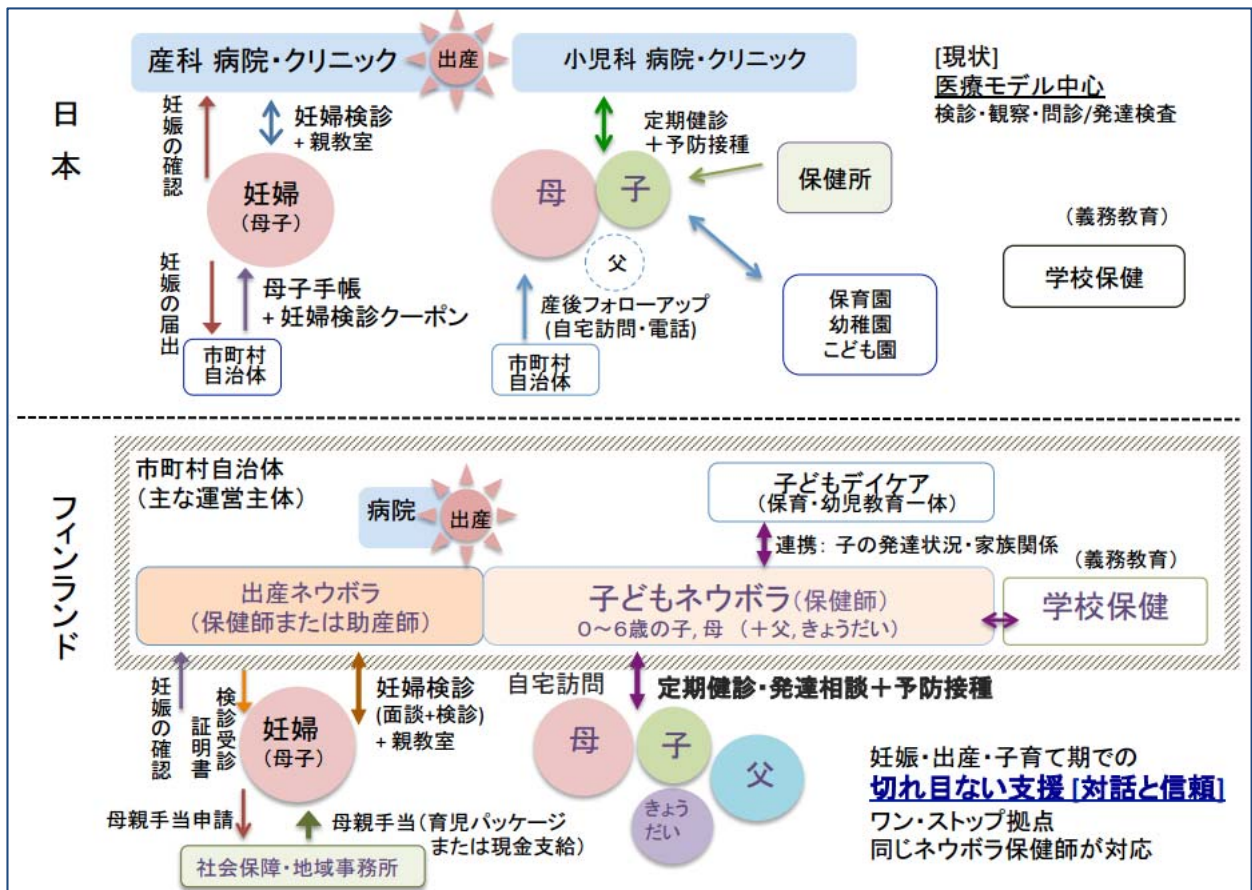 日本
産科 病院・クリニック
出産
小児科 病院・クリニック
[現状]
医療モデル中心
検診・観察・問診/発達検査
妊娠の確認
妊婦検診
+ 親教室
定期健診
+予防接種
妊婦
(母子)
母
子
父
保健所
(義務教育)
学校保健
妊娠の届出
母子手帳
+ 妊婦検診クーポン
産後フォローアップ
(自宅訪問・電話)
保育園
幼稚園
こども園
市町村
自治体
市町村
自治体
フィンランド
市町村自治体
(主な運営主体)
病院
出産
子どもデイケア
(保育・幼児教育一体)
連携: 子の発達状況・家族関係
(義務教育)
出産ネウボラ
(保健師または助産師)
子どもネウボラ(保健師)
0~6歳の子, 母 (+父, きょうだい)
学校保健
妊娠の確認
検診受診
証明書
妊婦
(母子)
妊婦検診
(面談+検診)
+ 親教室
自宅訪問
定期健診・発達相談+予防接種
母
子
父
きょう
だい
母親手当申請
母親手当(育児パッケージ
または現金支給)
社会保障・地域事務所
妊娠・出産・子育て期での
切れ目ない支援 [対話と信頼]
ワン・ストップ拠点
同じネウボラ保健師が対応